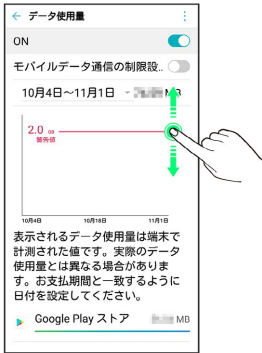 データ使用量
ON
モバイルデータ通信の制限設..
10月4日～11月1日 MB
2.0 GB
警告値
10月4日 10月18日 11月1日
表示されるデータ使用量は端末で
計測された値です。実際のデータ
使用量とは異なる場合がありま
す。お支払期間と一致するように
日付を設定してください。
Google Play ストア MB